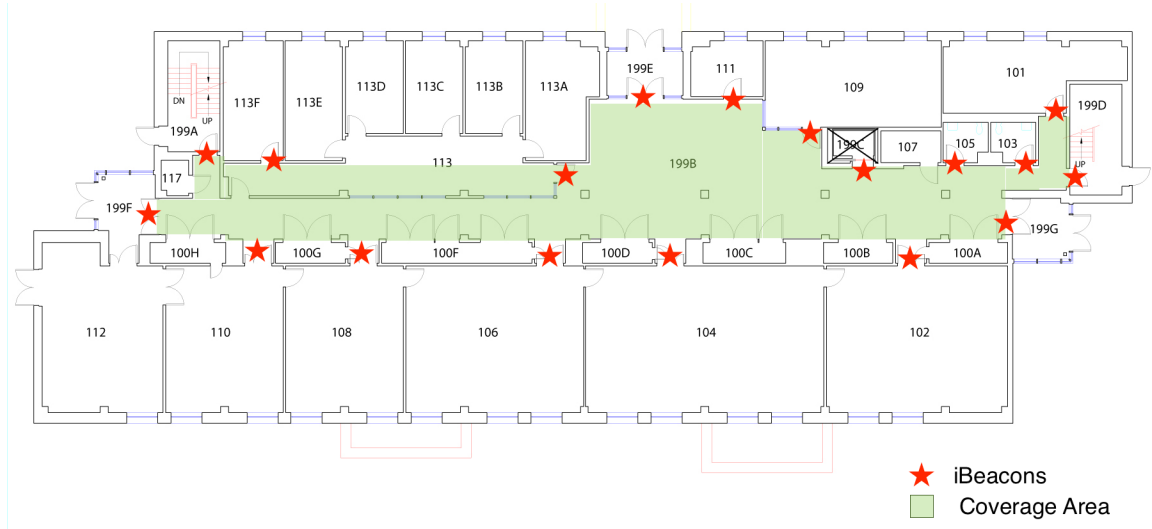 199E
111
109
101
113F
113E
113D
113C
113B
113A
DN
UP
199A
199D
199C
107
105
103
UP
113
199B
117
199F
199G
100H
100G
100F
100D
100C
100B
100A
112
110
108
106
104
102
iBeacons
Coverage Area